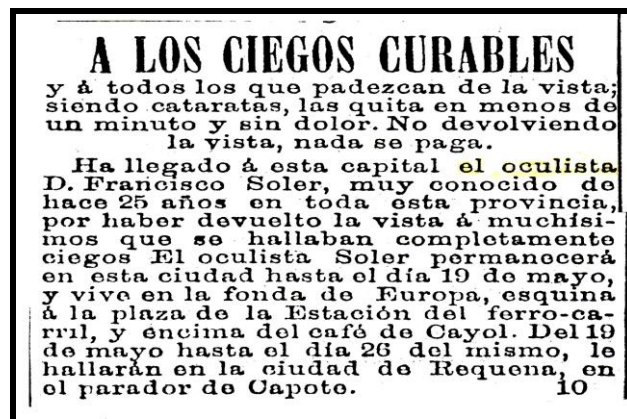 A LOS CIEGOS CURABLES
y á todos los que padezcan de la vista;
siendo cataratas, las quita en menos de
un minuto y sin dolor. No devolviendo
la vista, nada se paga.
Ha llegado á esta capital el oculista
D. Francisco Soler, muy conocido de
hace 25 años en toda esta provincia,
por haber devuelto la vista á muchísi-
mos que se hallaban completamente
ciegos El oculista Soler permanecerá
en esta ciudad hasta el día 19 de mayo,
y vive en la fonda de Europa, esquina
á la plaza de la Estación del ferro-ca-
rril, y encima del café de Cayol. Del 19
de mayo hasta el día 26 del mismo, le
hallarán en la ciudad de Requena, en
el parador de Capote. 10